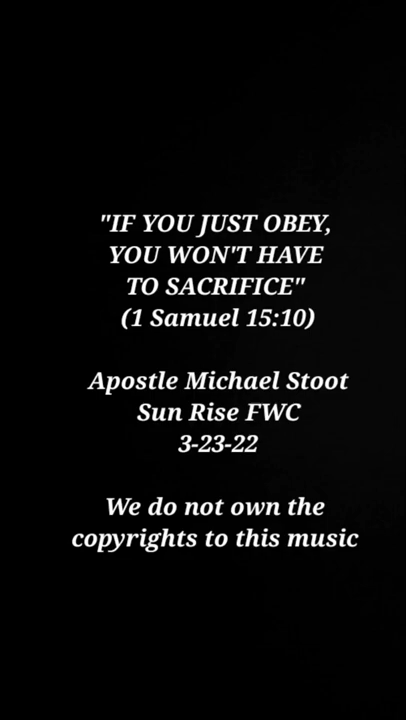 "IF YOU JUST OBEY,
YOU WON'T HAVE
TO SACRIFICE"
(1 Samuel 15:10)
Apostle Michael Stoot
Sun Rise FWC
3-23-22
We do not own the
copyrights to this music